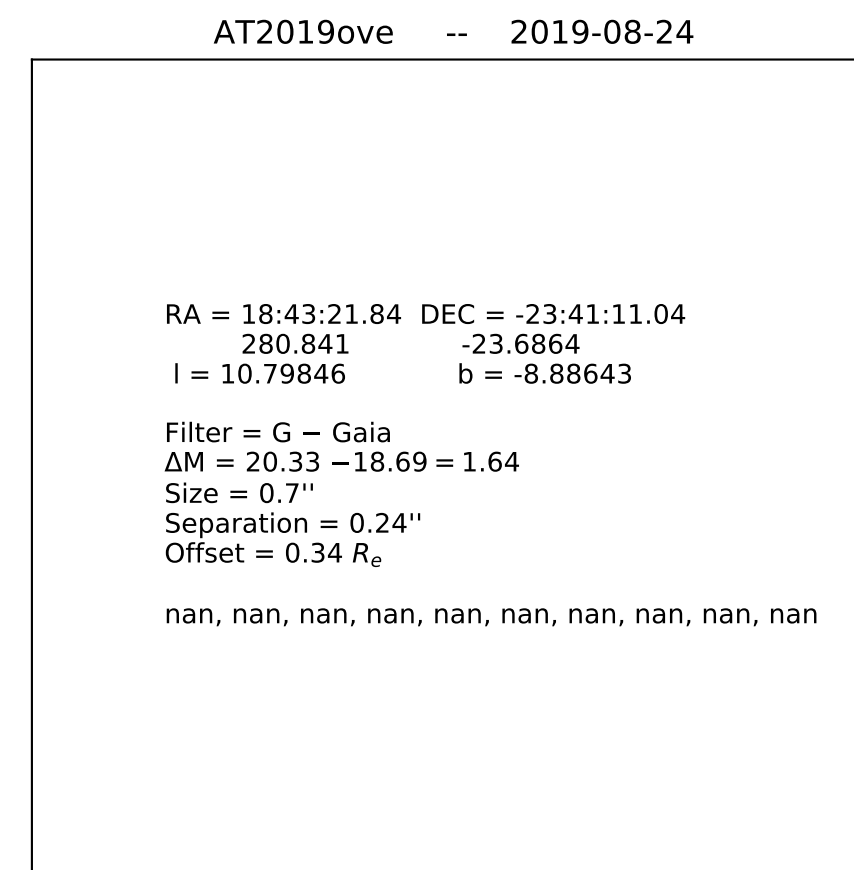 AT2019ove -- 2019-08-24
RA = 18:43:21.84 DEC = -23:41:11.04
280.841 -23.6864
l = 10.79846 b = -8.88643
Filter = G − Gaia
ΔM = 20.33 −18.69 = 1.64
Size = 0.7''
Separation = 0.24''
Offset = 0.34 Rₑ
nan, nan, nan, nan, nan, nan, nan, nan, nan, nan